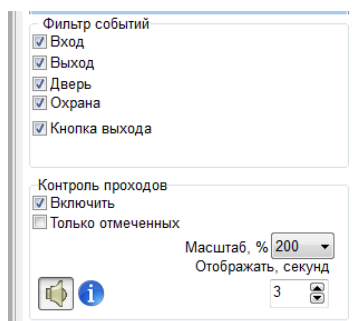 Фильтр событий
Вход
Выход
Дверь
Охрана
Кнопка выхода
Контроль проходов
Включить
Только отмеченных
Масштаб, % 200
Отображать, секунд
3